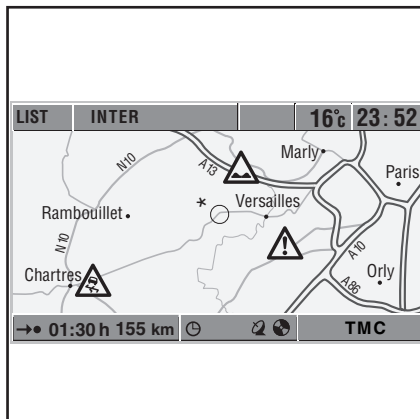 LIST INTER 16°c 23:52
N10
A13
Marly
Paris
Rambouillet
*
Versailles
N10
A10
Chartres
Orly
A86
01:30 h 155 km TMC